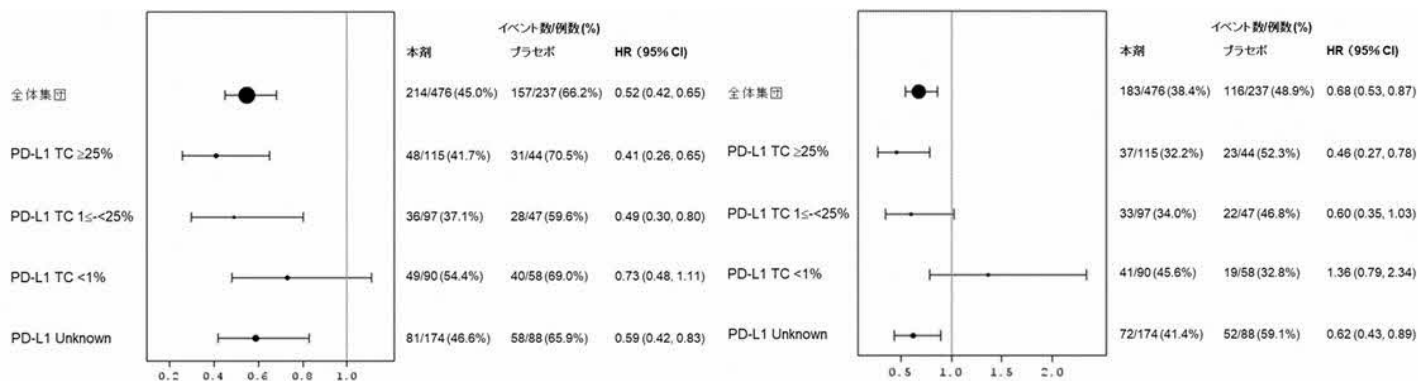 イベント数/例数(%)
本剤 プラセボ HR (95% CI)
全体集団 214/476 (45.0%) 157/237 (66.2%) 0.52 (0.42, 0.65)
PD-L1 TC ≥25% 48/115 (41.7%) 31/44 (70.5%) 0.41 (0.26, 0.65)
PD-L1 TC 1≤-<25% 36/97 (37.1%) 28/47 (59.6%) 0.49 (0.30, 0.80)
PD-L1 TC <1% 49/90 (54.4%) 40/58 (69.0%) 0.73 (0.48, 1.11)
PD-L1 Unknown 81/174 (46.6%) 58/88 (65.9%) 0.59 (0.42, 0.83)
0.2 0.4 0.6 0.8 1.0
イベント数/例数(%)
本剤 プラセボ HR (95% CI)
全体集団 183/476 (38.4%) 116/237 (48.9%) 0.68 (0.53, 0.87)
PD-L1 TC ≥25% 37/115 (32.2%) 23/44 (52.3%) 0.46 (0.27, 0.78)
PD-L1 TC 1≤-<25% 33/97 (34.0%) 22/47 (46.8%) 0.60 (0.35, 1.03)
PD-L1 TC <1% 41/90 (45.6%) 19/58 (32.8%) 1.36 (0.79, 2.34)
PD-L1 Unknown 72/174 (41.4%) 52/88 (59.1%) 0.62 (0.43, 0.89)
0.5 1.0 1.5 2.0